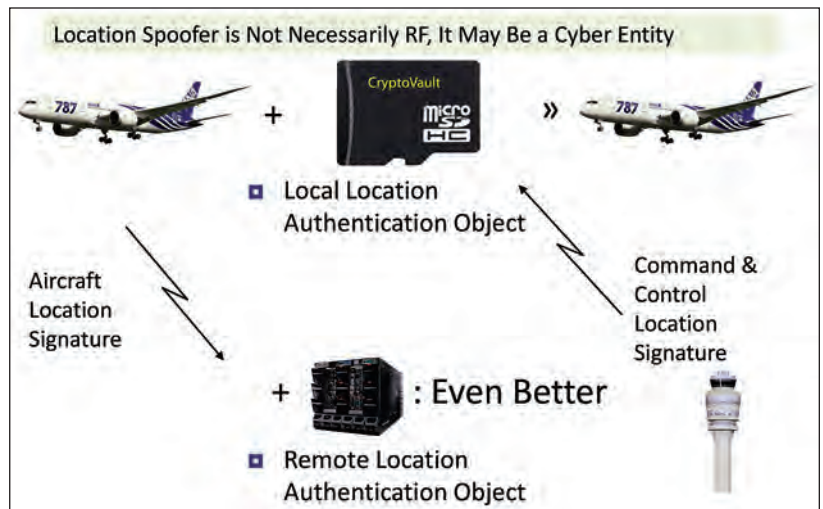 Location Spoofer is Not Necessarily RF, It May Be a Cyber Entity
787
+
CryptoVault
Micro
SD
HC
»
787
Local Location
Authentication Object
Aircraft
Location
Signature
Command &
Control
Location
Signature
+
: Even Better
Remote Location
Authentication Object